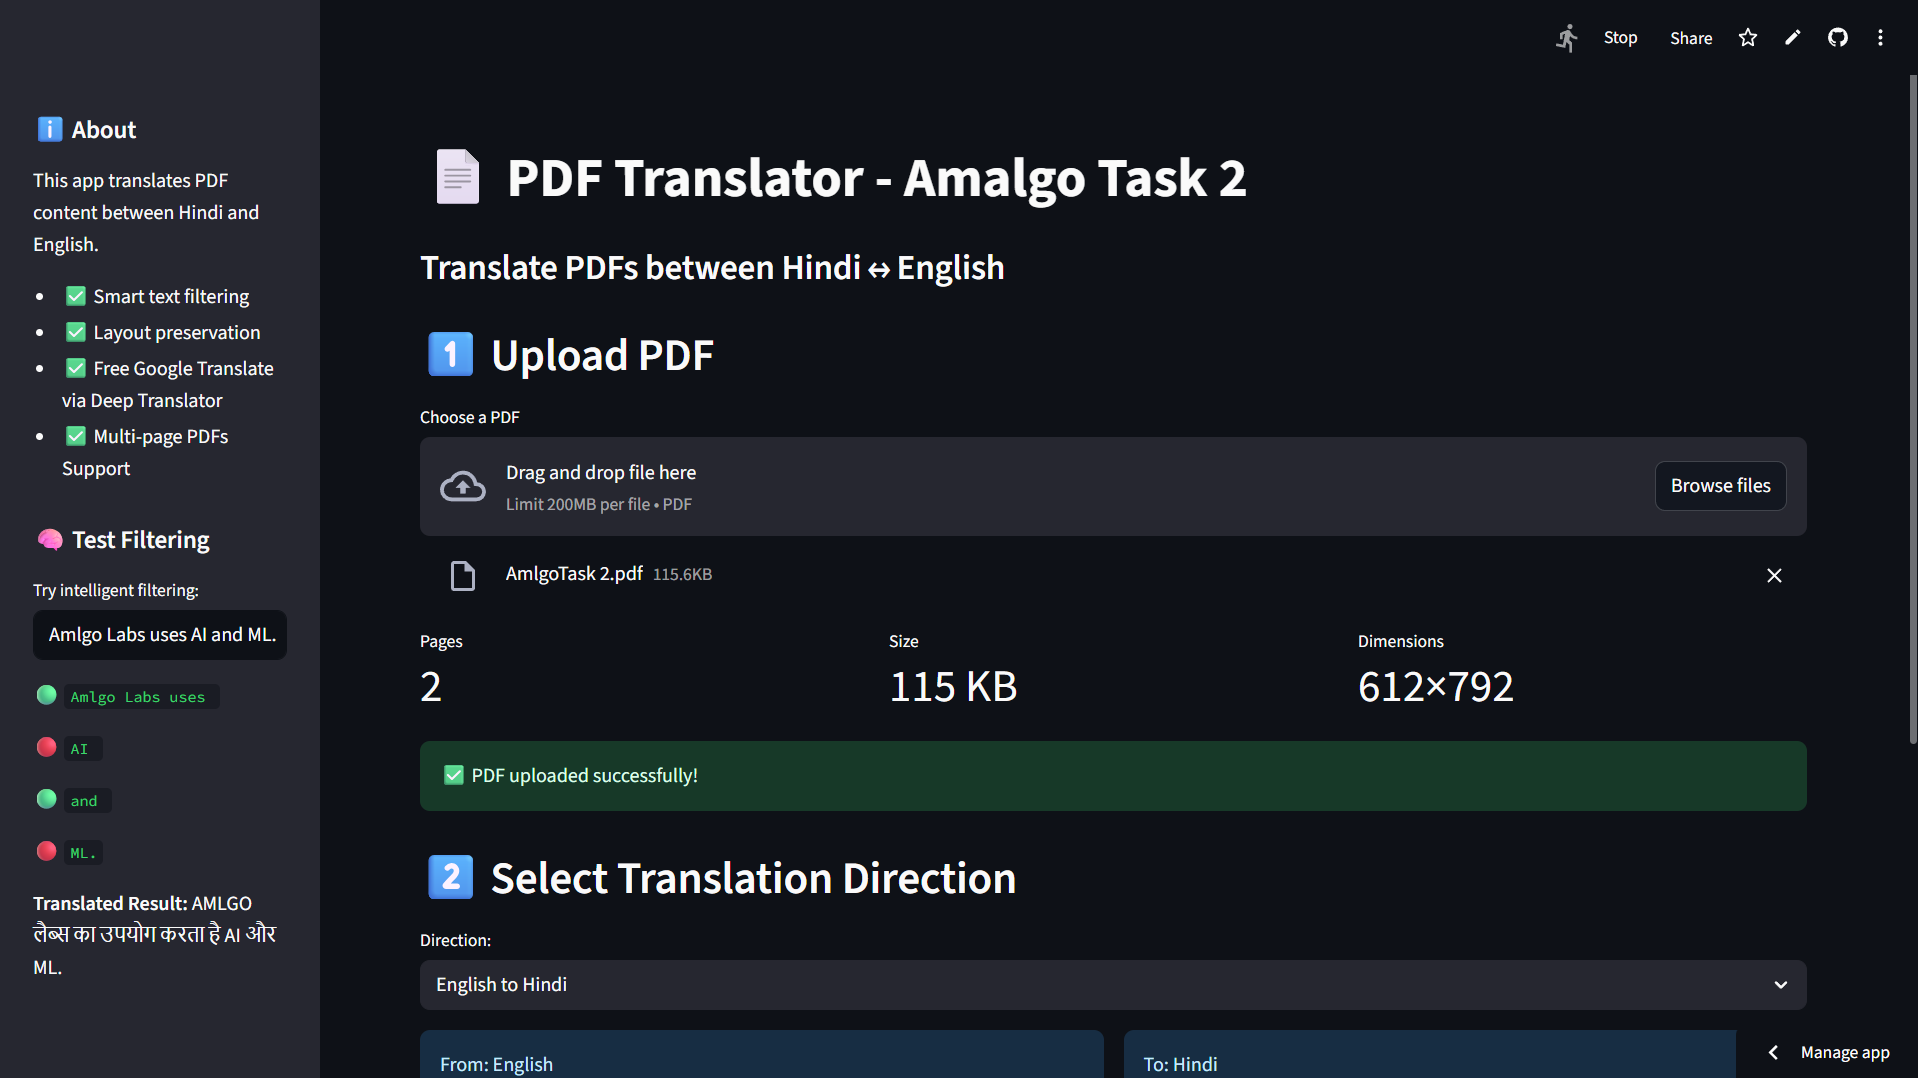 Stop
Share
ℹ️ About
This app translates PDF
content between Hindi and
English.
• ✅ Smart text filtering
• ✅ Layout preservation
• ✅ Free Google Translate
via Deep Translator
• ✅ Multi-page PDFs
Support
🧠 Test Filtering
Try intelligent filtering:
Amlgo Labs uses AI and ML.
Amlgo Labs uses
AI
and
ML.
Translated Result: AMLGO
लैब्स का उपयोग करता है AI और
ML.
PDF Translator - Amalgo Task 2
Translate PDFs between Hindi ↔ English
1 Upload PDF
Choose a PDF
Drag and drop file here
Limit 200MB per file • PDF
Browse files
AmlgoTask 2.pdf 115.6KB
Pages
2
Size
115 KB
Dimensions
612×792
✅ PDF uploaded successfully!
2 Select Translation Direction
Direction:
English to Hindi
From: English
To: Hindi
Manage app